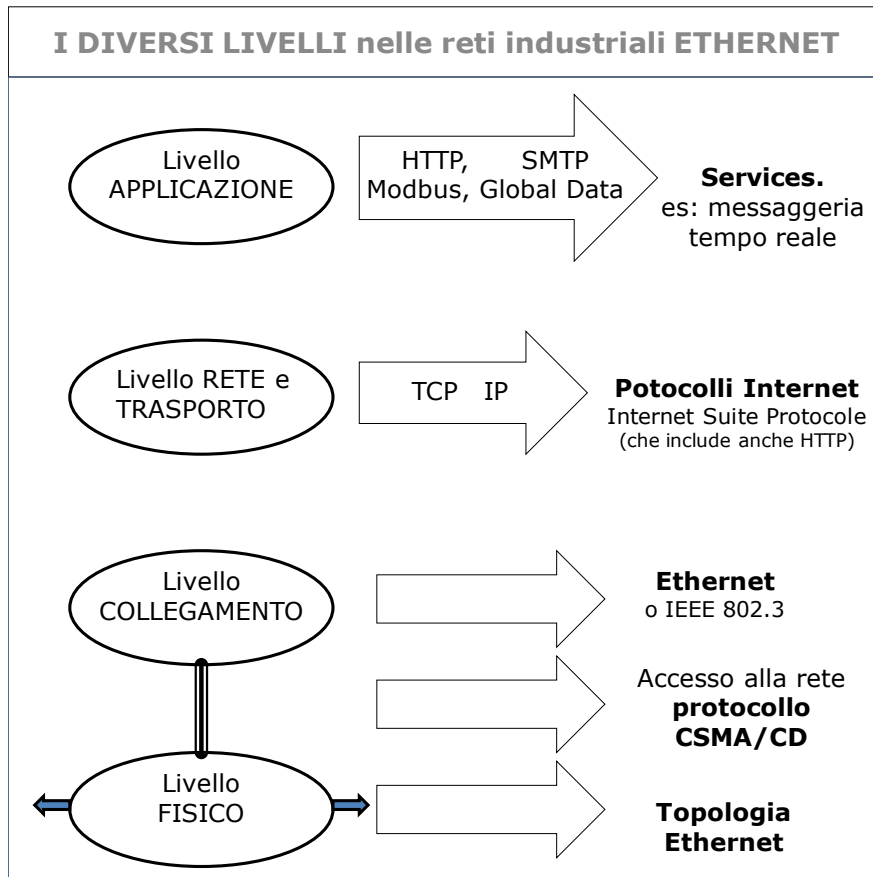 I DIVERSI LIVELLI nelle reti industriali ETHERNET
Livello
APPLICAZIONE
HTTP, SMTP
Modbus, Global Data
Services.
es: messaggeria
tempo reale
Livello RETE e
TRASPORTO
TCP IP
Potocolli Internet
Internet Suite Protocole
(che include anche HTTP)
Livello
COLLEGAMENTO
Ethernet
o IEEE 802.3
Accesso alla rete
protocollo
CSMA/CD
Livello
FISICO
Topologia
Ethernet